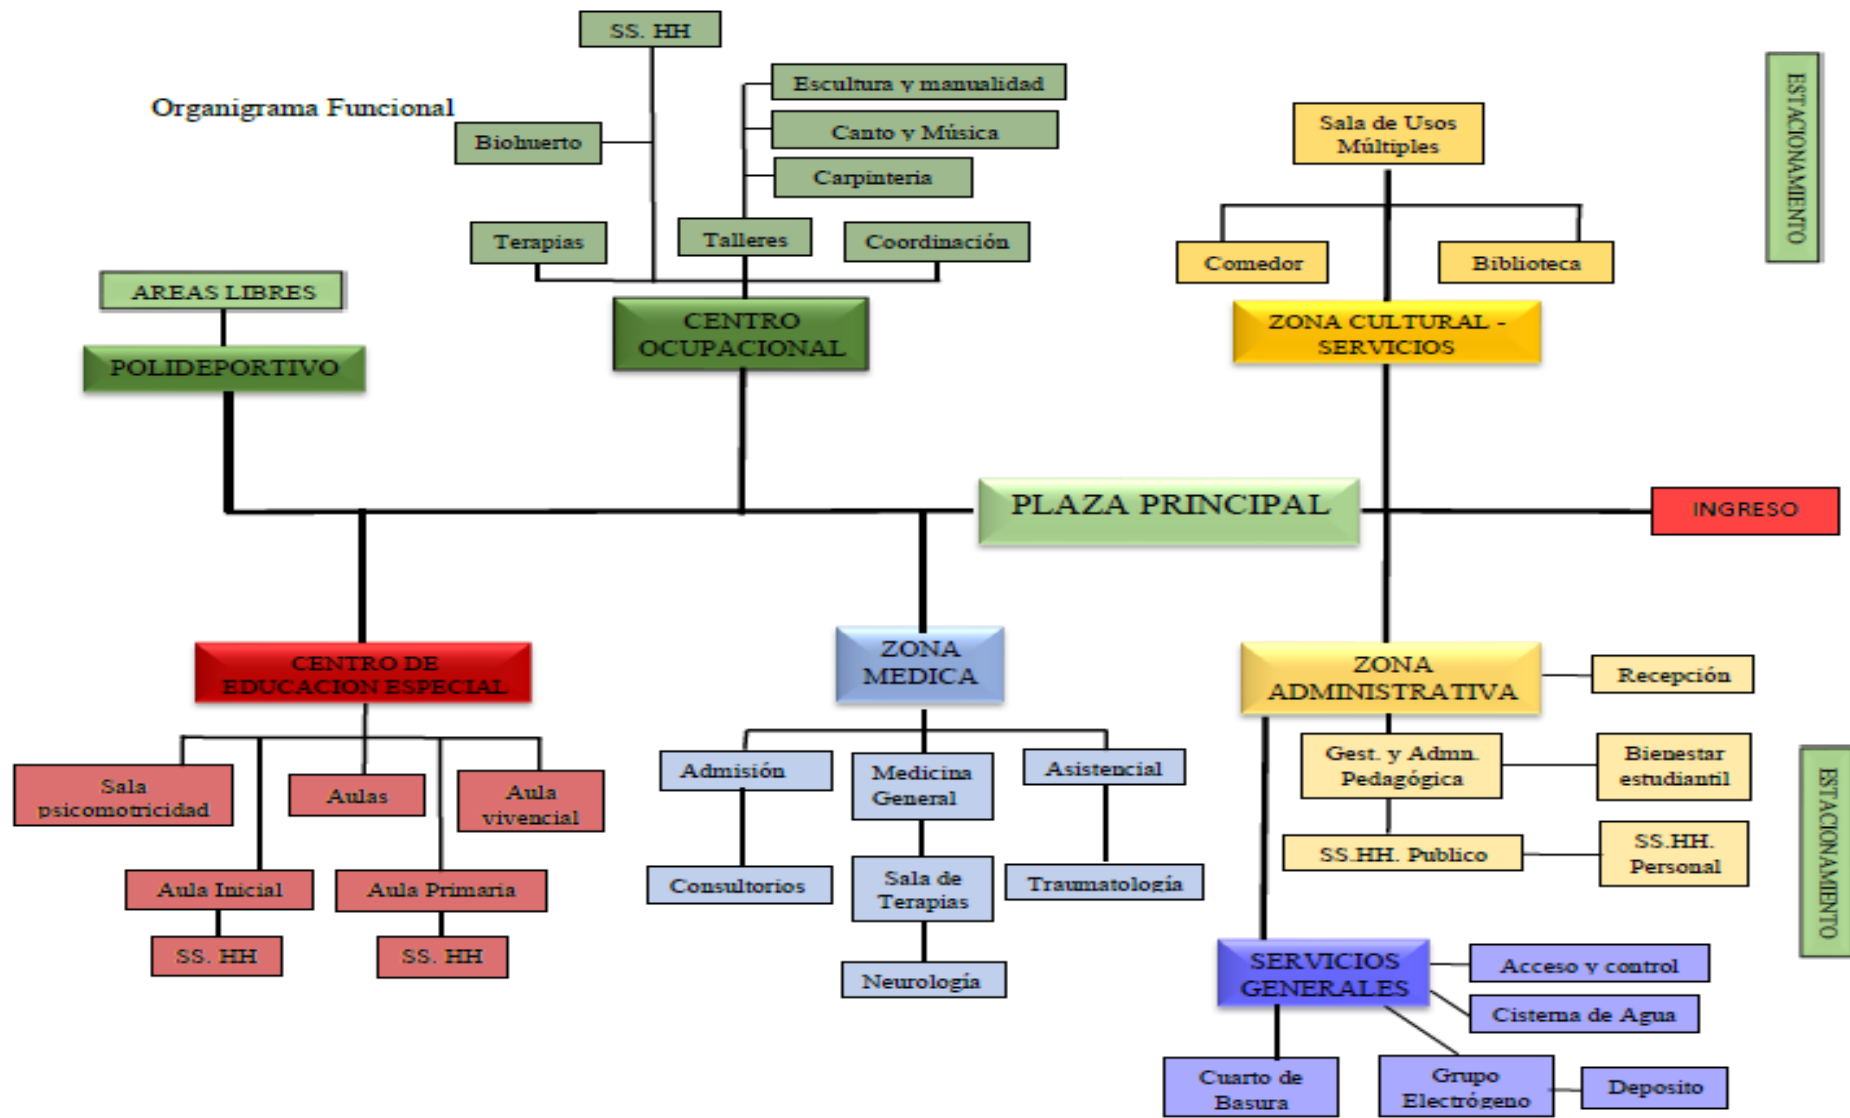 SS. HH
Organigrama Funcional
Escultura y manualidad
Biohuerto
Canto y Música
Carpinteria
Terapias
Talleres
Coordinación
Sala de Usos
Múltiples
ESTACIONAMIENTO
Comedor
Biblioteca
AREAS LIBRES
POLIDEPORTIVO
CENTRO
OCUPACIONAL
ZONA CULTURAL -
SERVICIOS
PLAZA PRINCIPAL
INGRESO
CENTRO DE
EDUCACION ESPECIAL
ZONA
MEDICA
ZONA
ADMINISTRATIVA
Recepción
Sala
psicomotricidad
Aulas
Aula
vivencial
Aula Inicial
Aula Primaria
SS. HH
SS. HH
Admisión
Medicina
General
Asistencial
Consultorios
Sala de
Terapias
Traumatología
Neurología
Gest. y Admn.
Pedagógica
Bienestar
estudiantil
SS.HH. Publico
SS.HH.
Personal
ESTACIONAMIENTO
SERVICIOS
GENERALES
Acceso y control
Cisterna de Agua
Cuarto de
Basura
Grupo
Electrógeno
Deposito